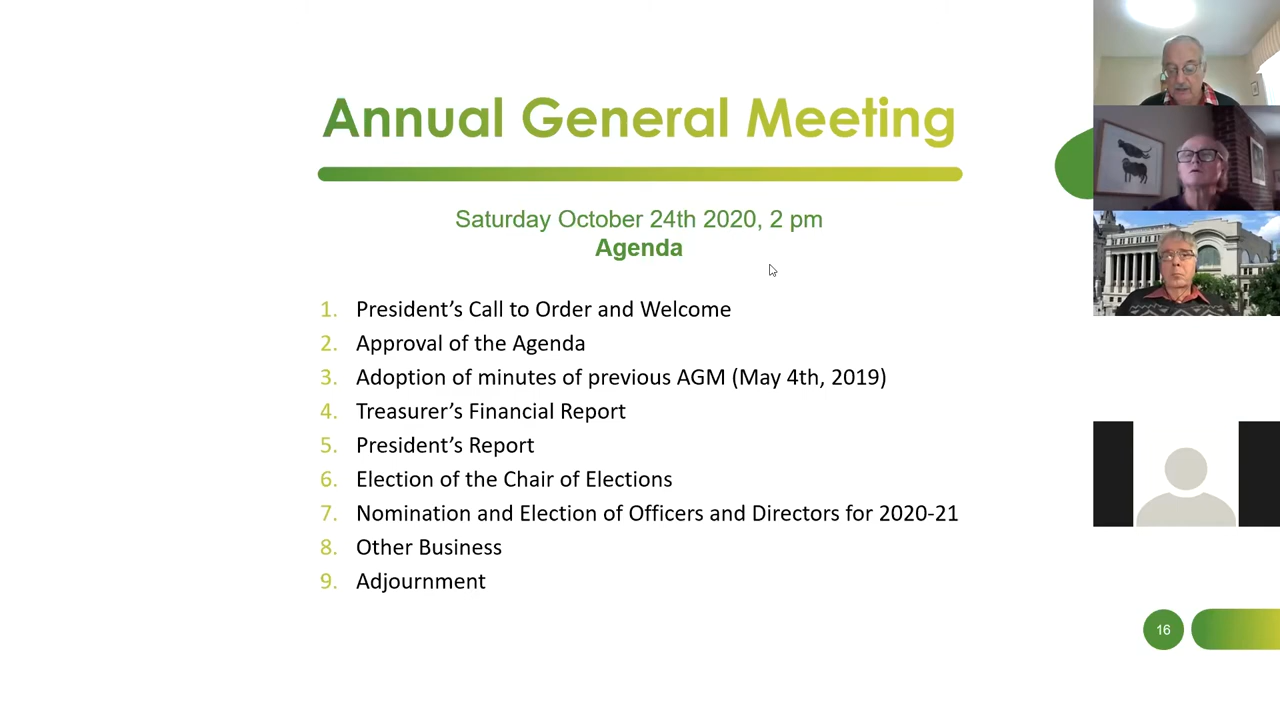 Annual General Meeting
Saturday October 24th 2020, 2 pm
Agenda
1. President's Call to Order and Welcome
2. Approval of the Agenda
3. Adoption of minutes of previous AGM (May 4th, 2019)
4. Treasurer's Financial Report
5. President's Report
6. Election of the Chair of Elections
7. Nomination and Election of Officers and Directors for 2020-21
8. Other Business
9. Adjournment
16